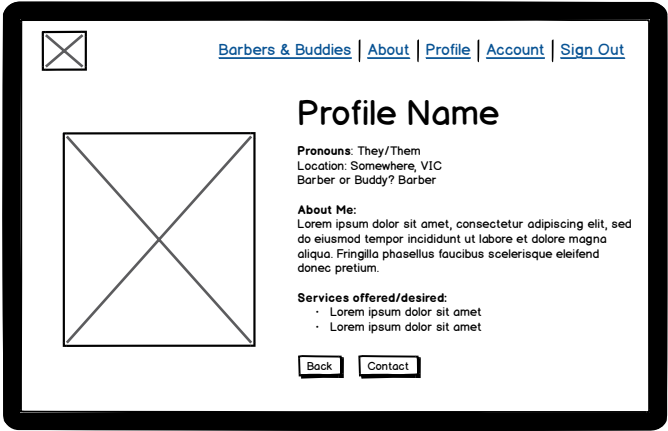 Barbers & Buddies | About | Profile | Account | Sign Out
Profile Name
Pronouns: They/Them
Location: Somewhere, VIC
Barber or Buddy? Barber
About Me:
Lorem ipsum dolor sit amet, consectetur adipiscing elit, sed
do eiusmod tempor incididunt ut labore et dolore magna
aliqua. Fringilla phasellus faucibus scelerisque eleifend
donec pretium.
Services offered/desired:
· Lorem ipsum dolor sit amet
· Lorem ipsum dolor sit amet
Back Contact